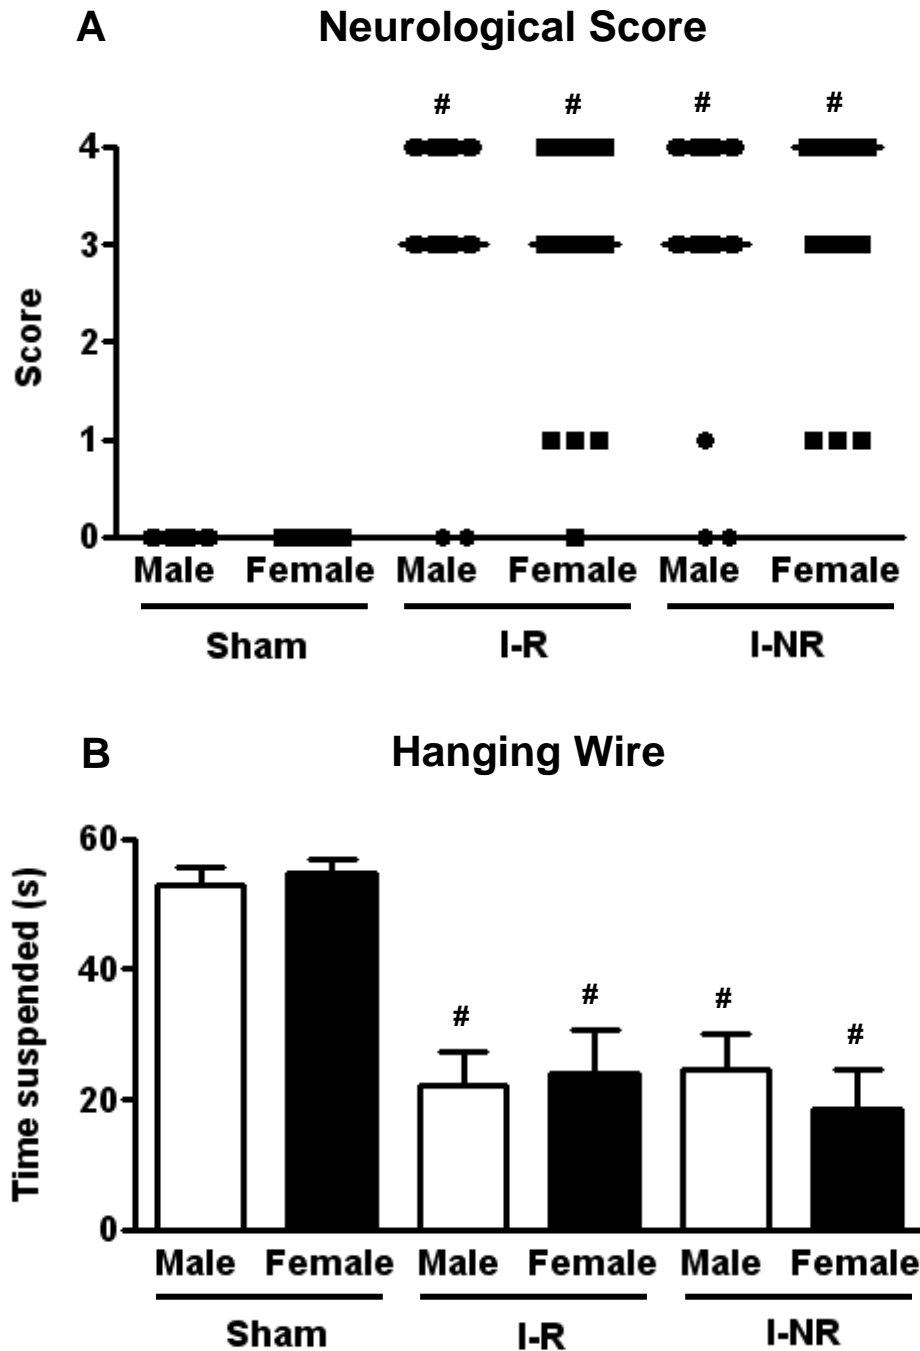 A Neurological Score
# # # #
4
3
2
1
0
Score
Male Female Male Female Male Female
Sham I-R I-NR
B Hanging Wire
60
40
20
0
Time suspended (s)
# # # #
Male Female Male Female Male Female
Sham I-R I-NR